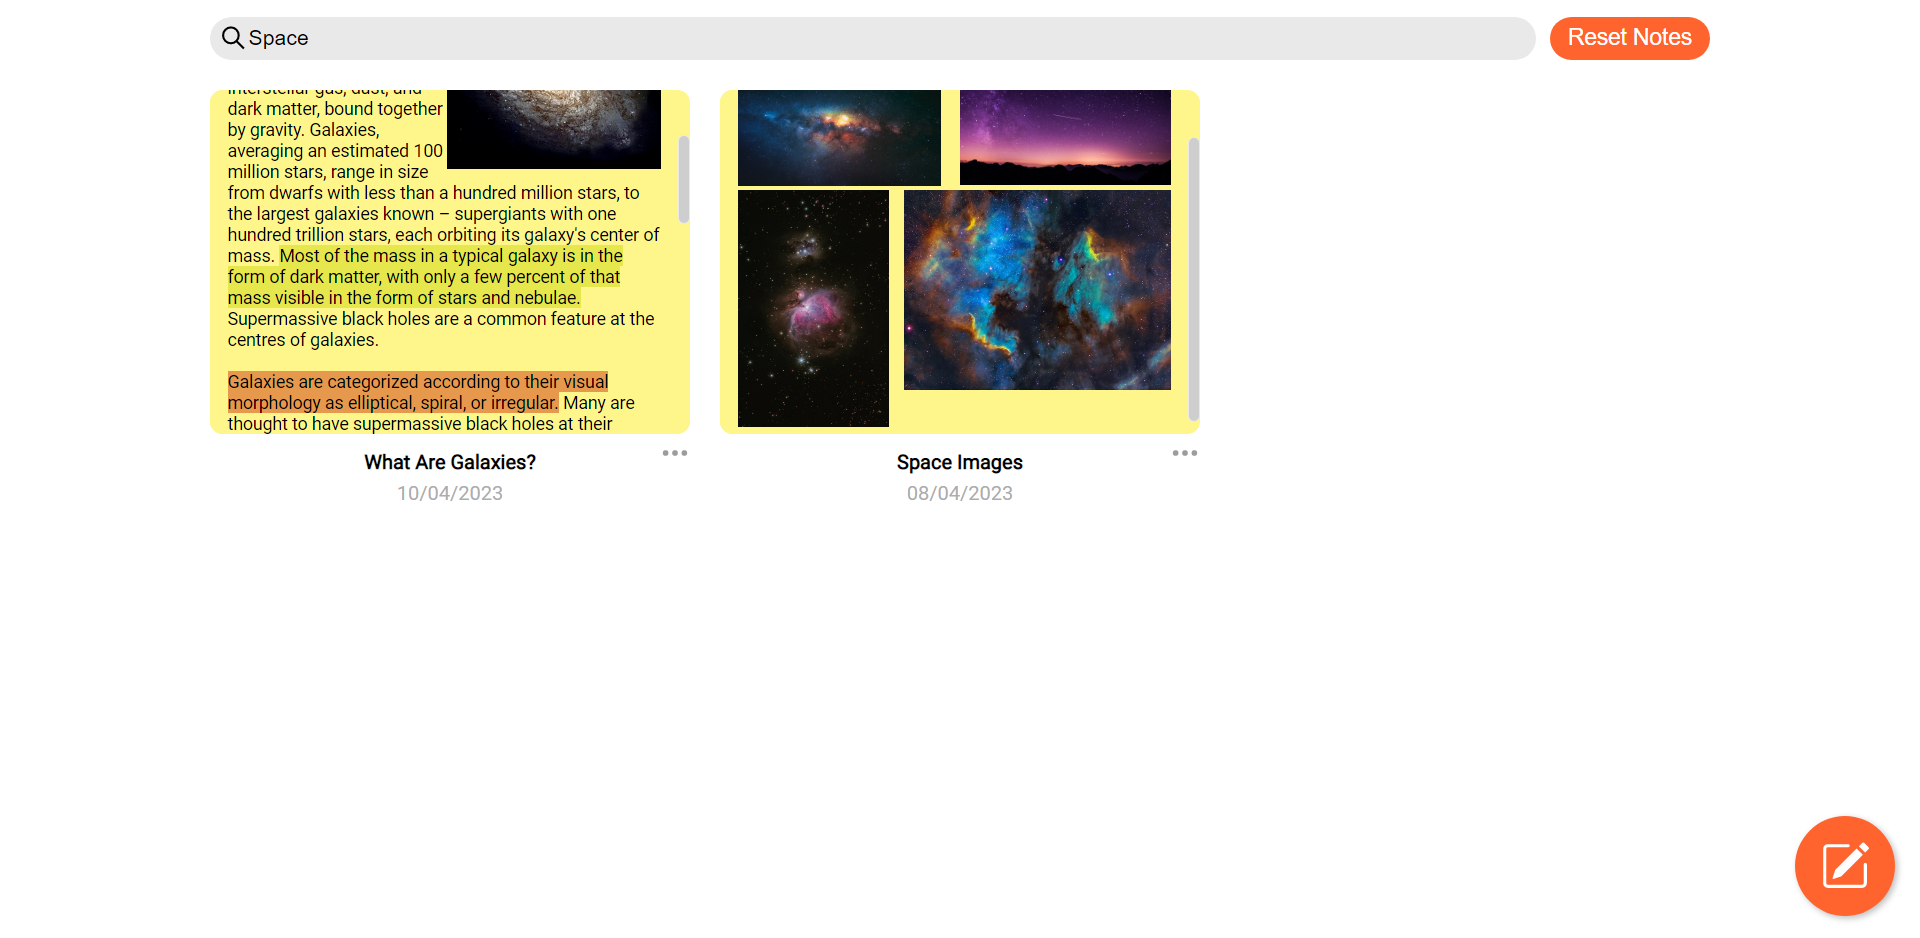 Space
Reset Notes
interstellar gas, dust, and
dark matter, bound together
by gravity. Galaxies,
averaging an estimated 100
million stars, range in size
from dwarfs with less than a hundred million stars, to
the largest galaxies known – supergiants with one
hundred trillion stars, each orbiting its galaxy's center of
mass. Most of the mass in a typical galaxy is in the
form of dark matter, with only a few percent of that
mass visible in the form of stars and nebulae.
Supermassive black holes are a common feature at the
centres of galaxies.
Galaxies are categorized according to their visual
morphology as elliptical, spiral, or irregular. Many are
thought to have supermassive black holes at their
What Are Galaxies?
10/04/2023
Space Images
08/04/2023